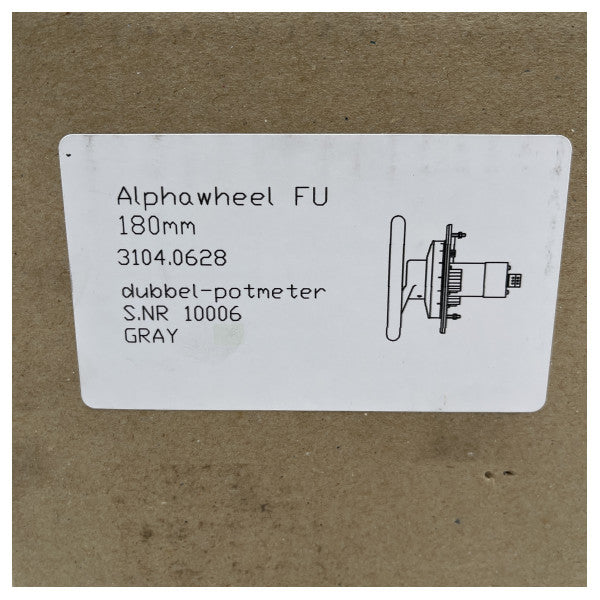 Alphawheel FU
180mm
3104.0628
dubbel-potmeter
S.NR 10006
GRAY